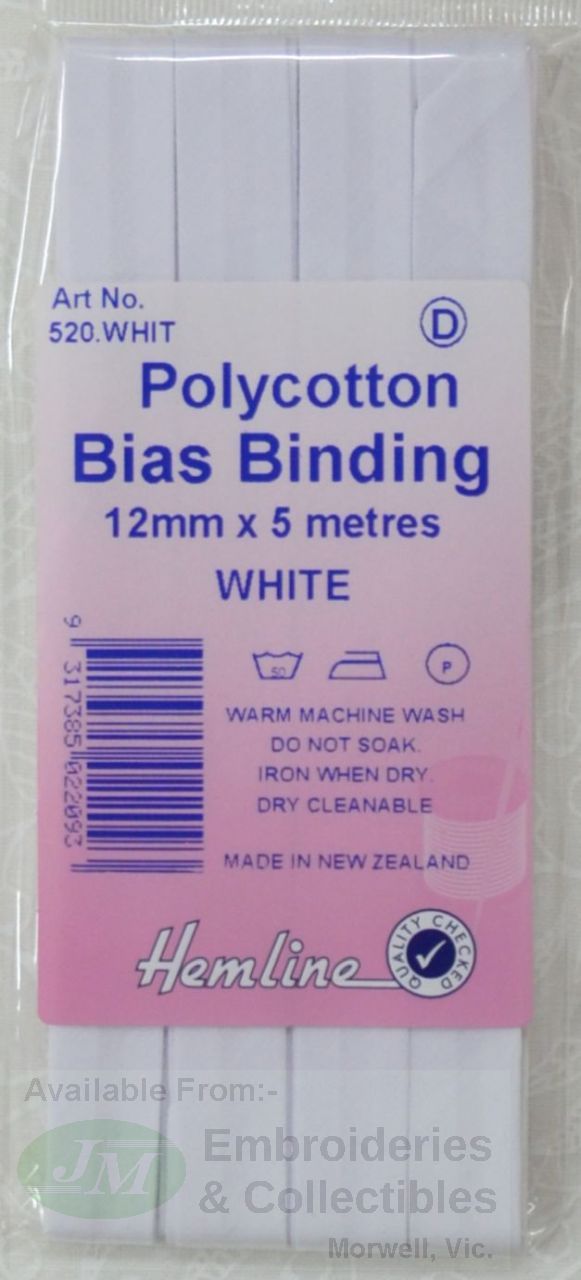 Art No.
520.WHIT
D
Polycotton
Bias Binding
12mm x 5 metres
WHITE
9 317385 022093
50
P
WARM MACHINE WASH
DO NOT SOAK.
IRON WHEN DRY.
DRY CLEANABLE
MADE IN NEW ZEALAND
Hemline
QUALITY CHECKED
Available From:-
JM
Embroideries
& Collectibles
Morwell, Vic.